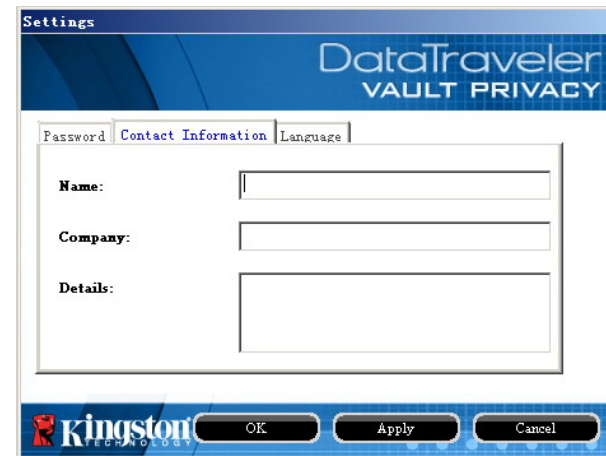 Settings
DataTraveler
VAULT PRIVACY
Password Contact Information Language
Name:
Company:
Details:
Kingston
TECHNOLOGY
OK Apply Cancel